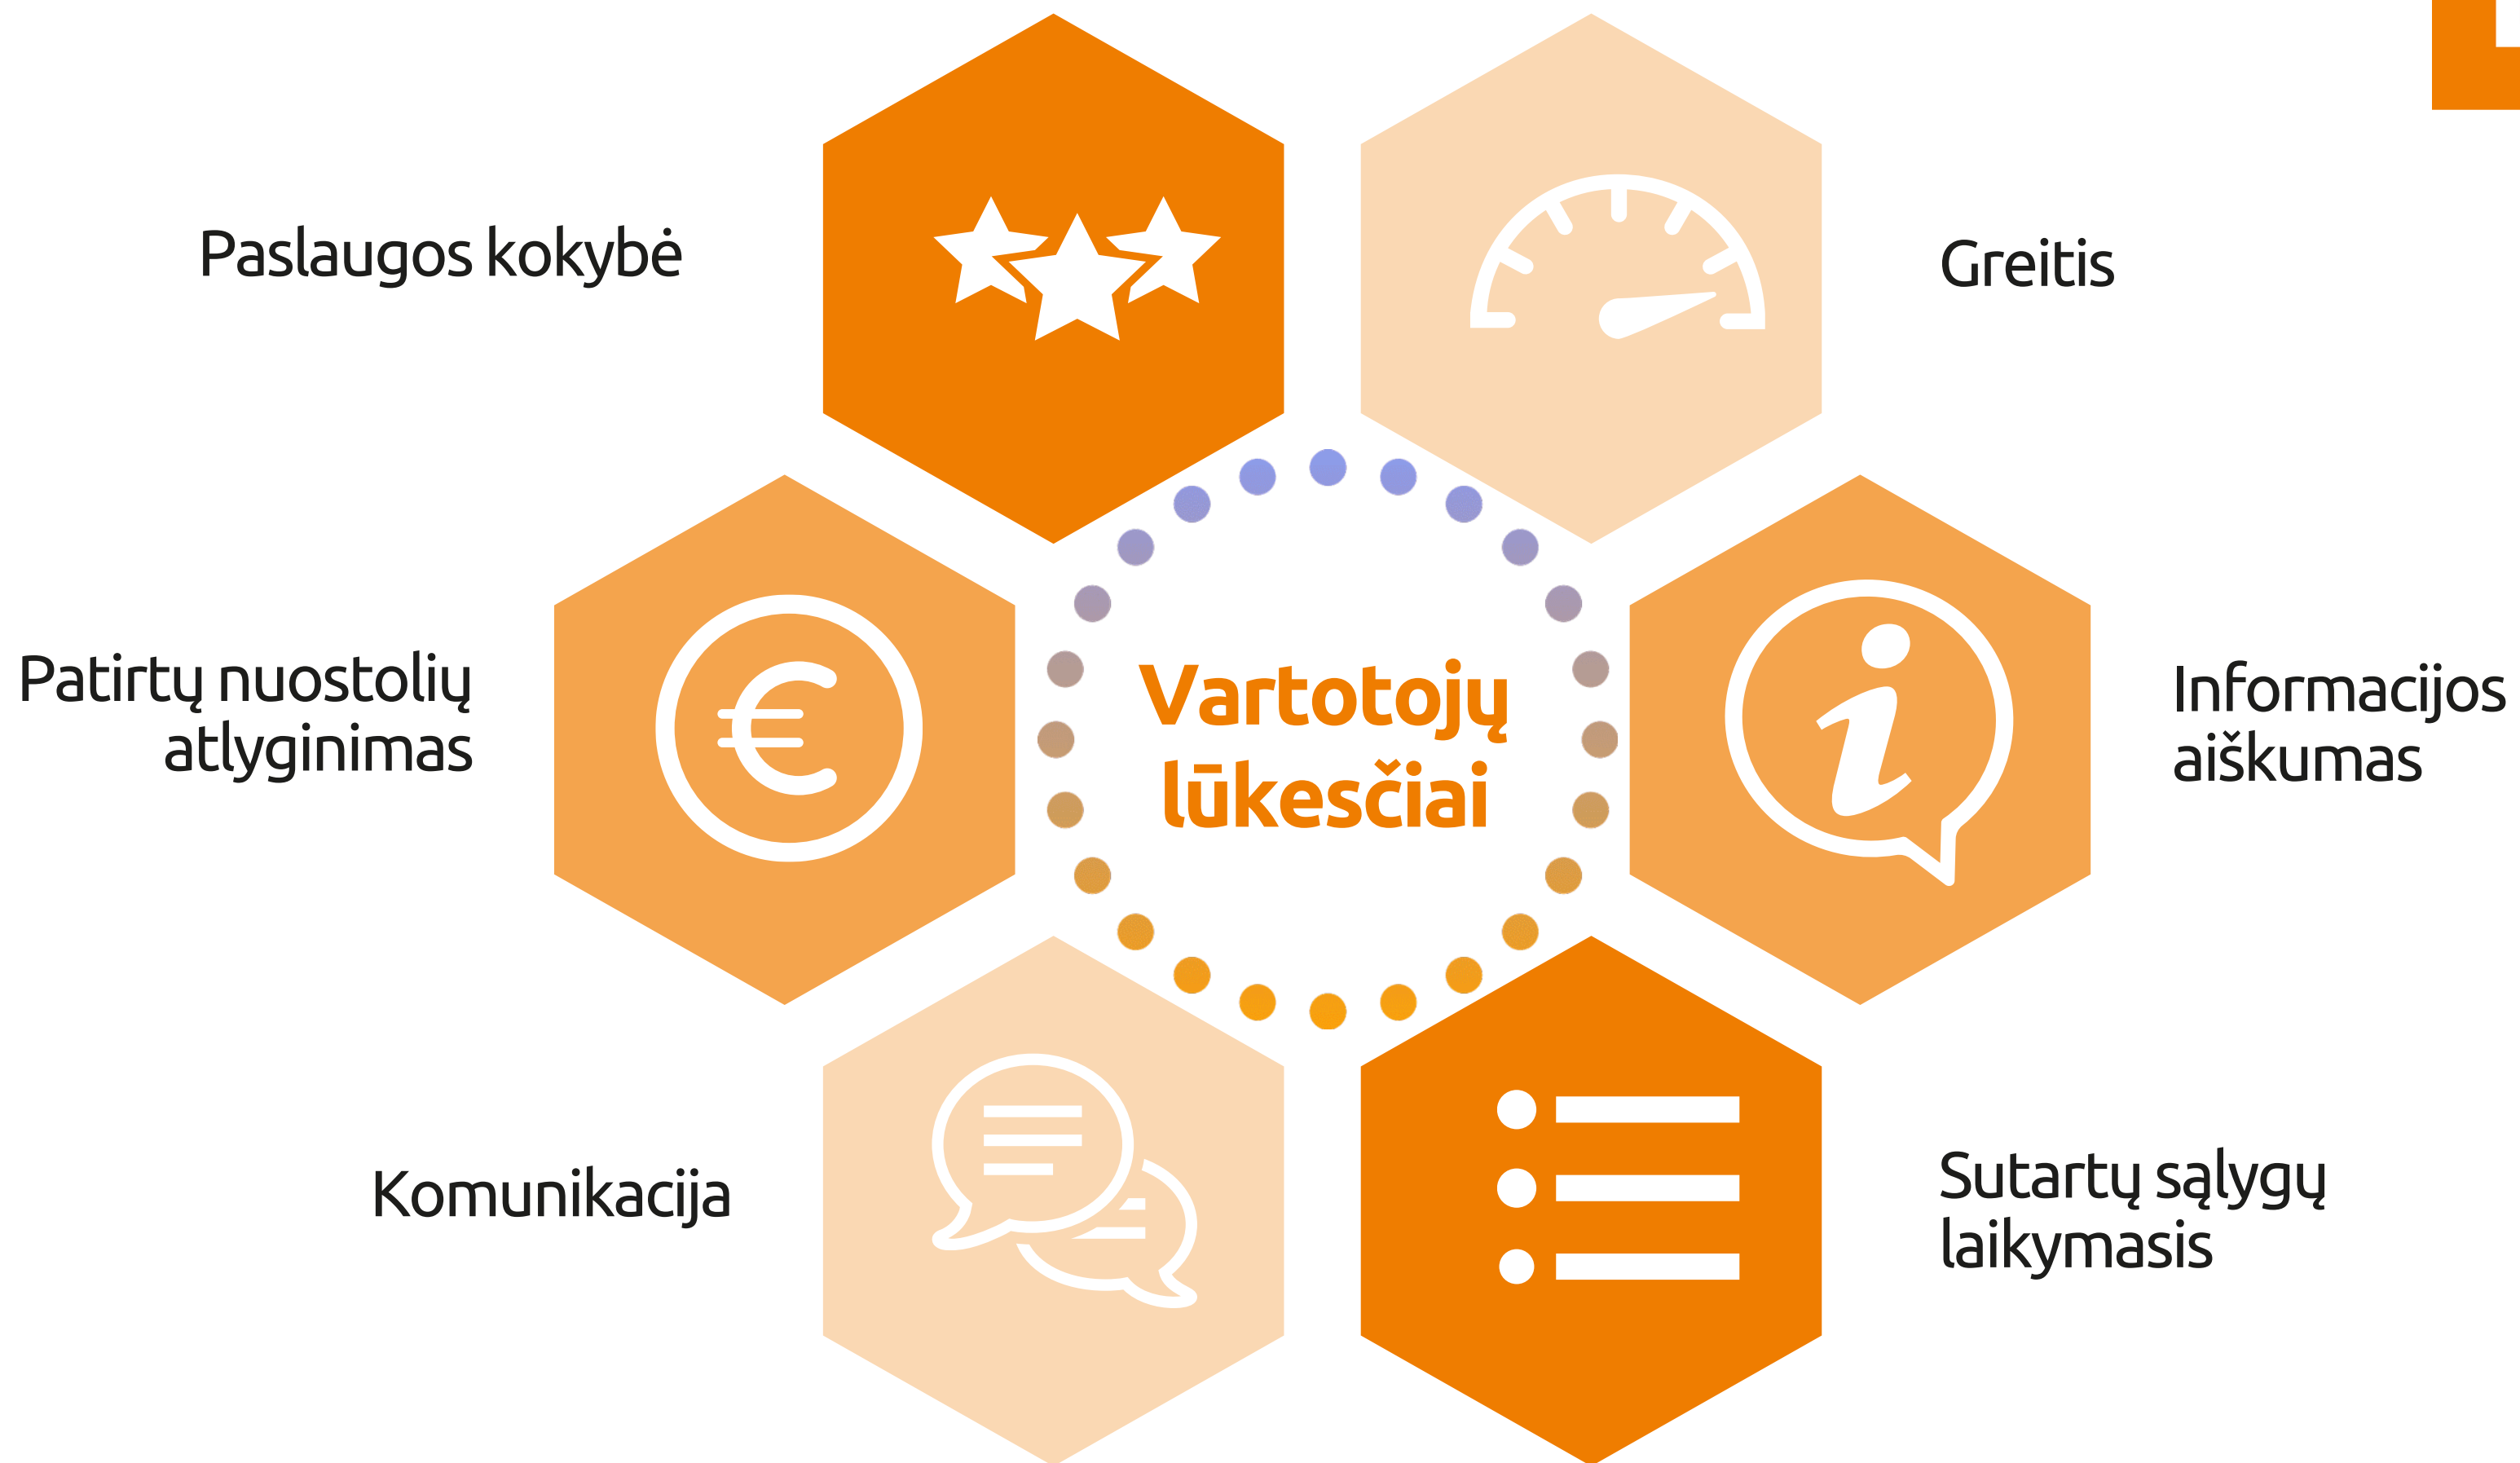 Paslaugos kokybė
Greitis
Patirtų nuostolių
atlyginimas
Vartotojų
lūkesčiai
Informacijos
aiškumas
Komunikacija
Sutartų sąlygų
laikymasis